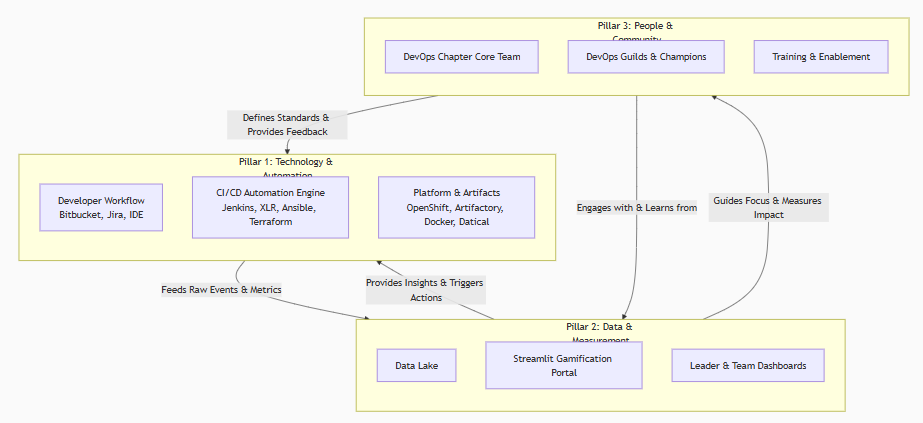 Pillar 3: People &
Community
DevOps Chapter Core Team
DevOps Guilds & Champions
Training & Enablement
Defines Standards &
Provides Feedback
Pillar 1: Technology &
Automation
Developer Workflow
Bitbucket, Jira, IDE
CI/CD Automation Engine
Jenkins, XLR, Ansible,
Terraform
Platform & Artifacts
OpenShift, Artifactory,
Docker, Datical
Engages with & Learns from
Guides Focus & Measures
Impact
Feeds Raw Events & Metrics
Provides Insights & Triggers
Actions
Pillar 2: Data &
Measurement
Data Lake
Streamlit Gamification
Portal
Leader & Team Dashboards